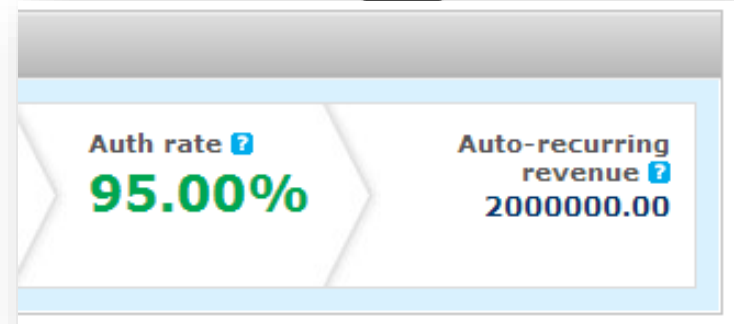 Auth rate ?
95.00%
Auto-recurring
revenue ?
2000000.00